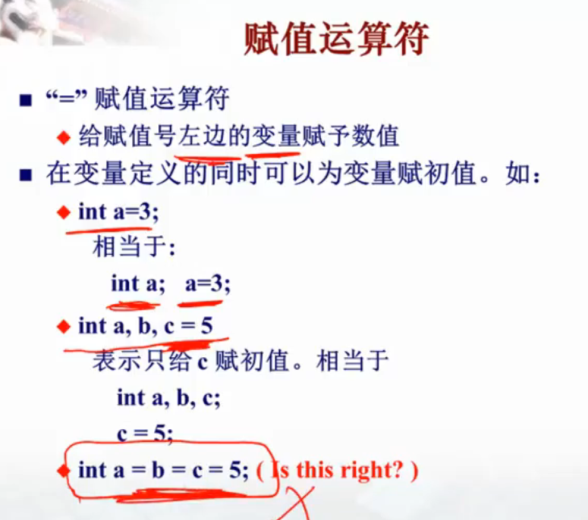 赋值运算符
“=” 赋值运算符
给赋值号左边的变量赋予数值
在变量定义的同时可以为变量赋初值。如：
int a=3;
相当于：
int a; a=3;
int a, b, c = 5
表示只给 c 赋初值。相当于
int a, b, c;
c = 5;
int a = b = c = 5; ( Is this right? )